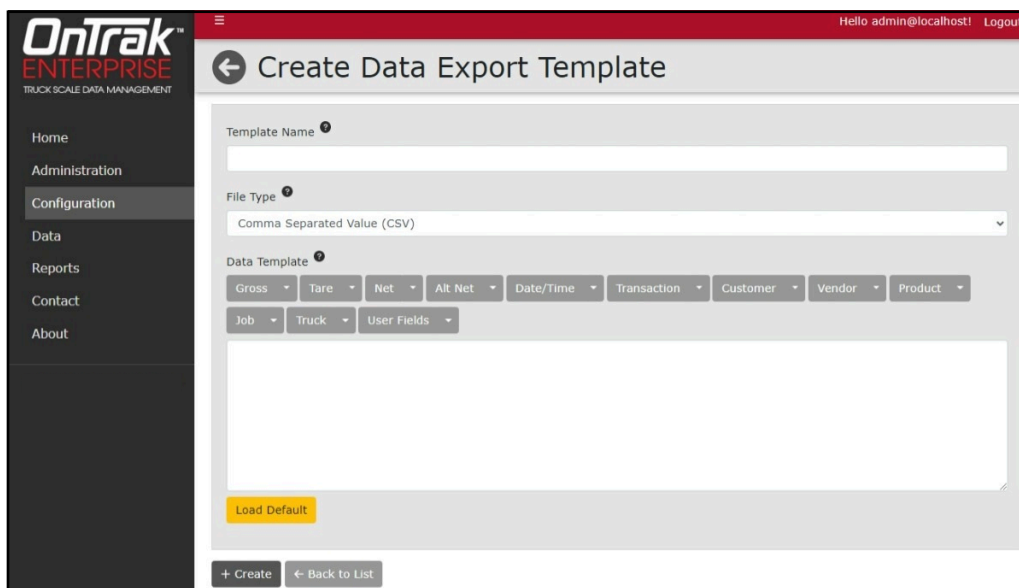 OnTrak™
ENTERPRISE
TRUCK SCALE DATA MANAGEMENT
Home
Administration
Configuration
Data
Reports
Contact
About
Hello admin@localhost! Logout
Create Data Export Template
Template Name
File Type
Comma Separated Value (CSV)
Data Template
Gross Tare Net Alt Net Date/Time Transaction Customer Vendor Product
Job Truck User Fields
Load Default
+ Create ← Back to List